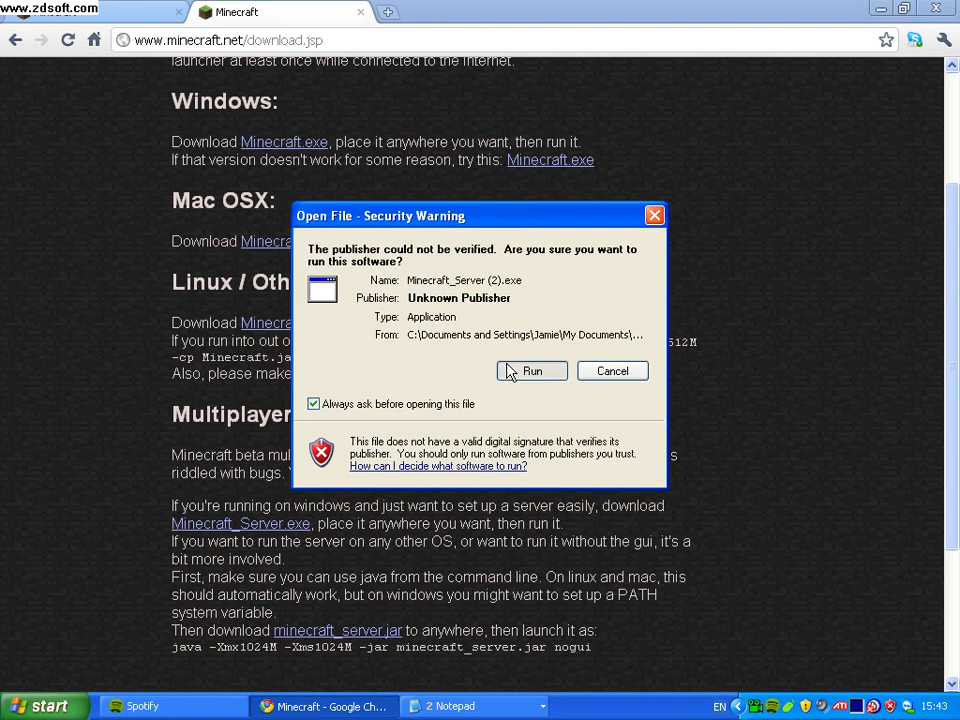 www.zdsoft.com
Minecraft
www.minecraft.net/download.jsp
launcher at least once while connected to the Internet.
Windows:
Download Minecraft.exe, place it anywhere you want, then run it.
If that version doesn't work for some reason, try this: Minecraft.exe
Mac OSX:
Download Minecra
Linux / Oth
Download Minecra
If you run into out o
512M
-cp Minecraft.ja
Also, please make
Multiplayer
Minecraft beta mul
is
riddled with bugs.
If you're running on windows and just want to set up a server easily, download
Minecraft_Server.exe, place it anywhere you want, then run it.
If you want to run the server on any other OS, or want to run it without the gui, it's a
bit more involved.
First, make sure you can use java from the command line. On linux and mac, this
should automatically work, but on windows you might want to set up a PATH
system variable.
Then download minecraft_server.jar to anywhere, then launch it as:
java -Xmx1024M -Xms1024M -jar minecraft_server.jar nogui
Open File - Security Warning
The publisher could not be verified. Are you sure you want to
run this software?
Name: Minecraft_Server (2).exe
Publisher: Unknown Publisher
Type: Application
From: C:\Documents and Settings\Jamie\My Documents\...
Run Cancel
Always ask before opening this file
This file does not have a valid digital signature that verifies its
publisher. You should only run software from publishers you trust.
How can I decide what software to run?
start Spotify Minecraft - Google Ch... 2 Notepad EN 15:43